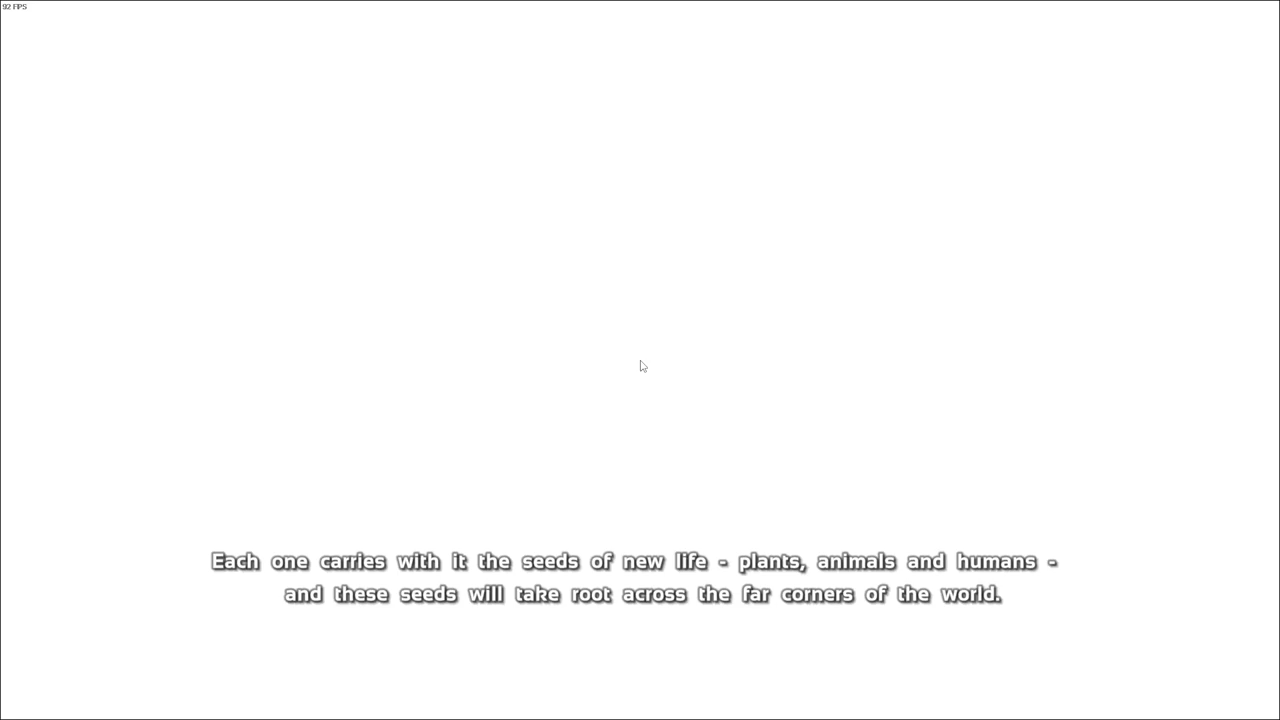 92 FPS
Each one carries with it the seeds of new life - plants, animals and humans -
and these seeds will take root across the far corners of the world.